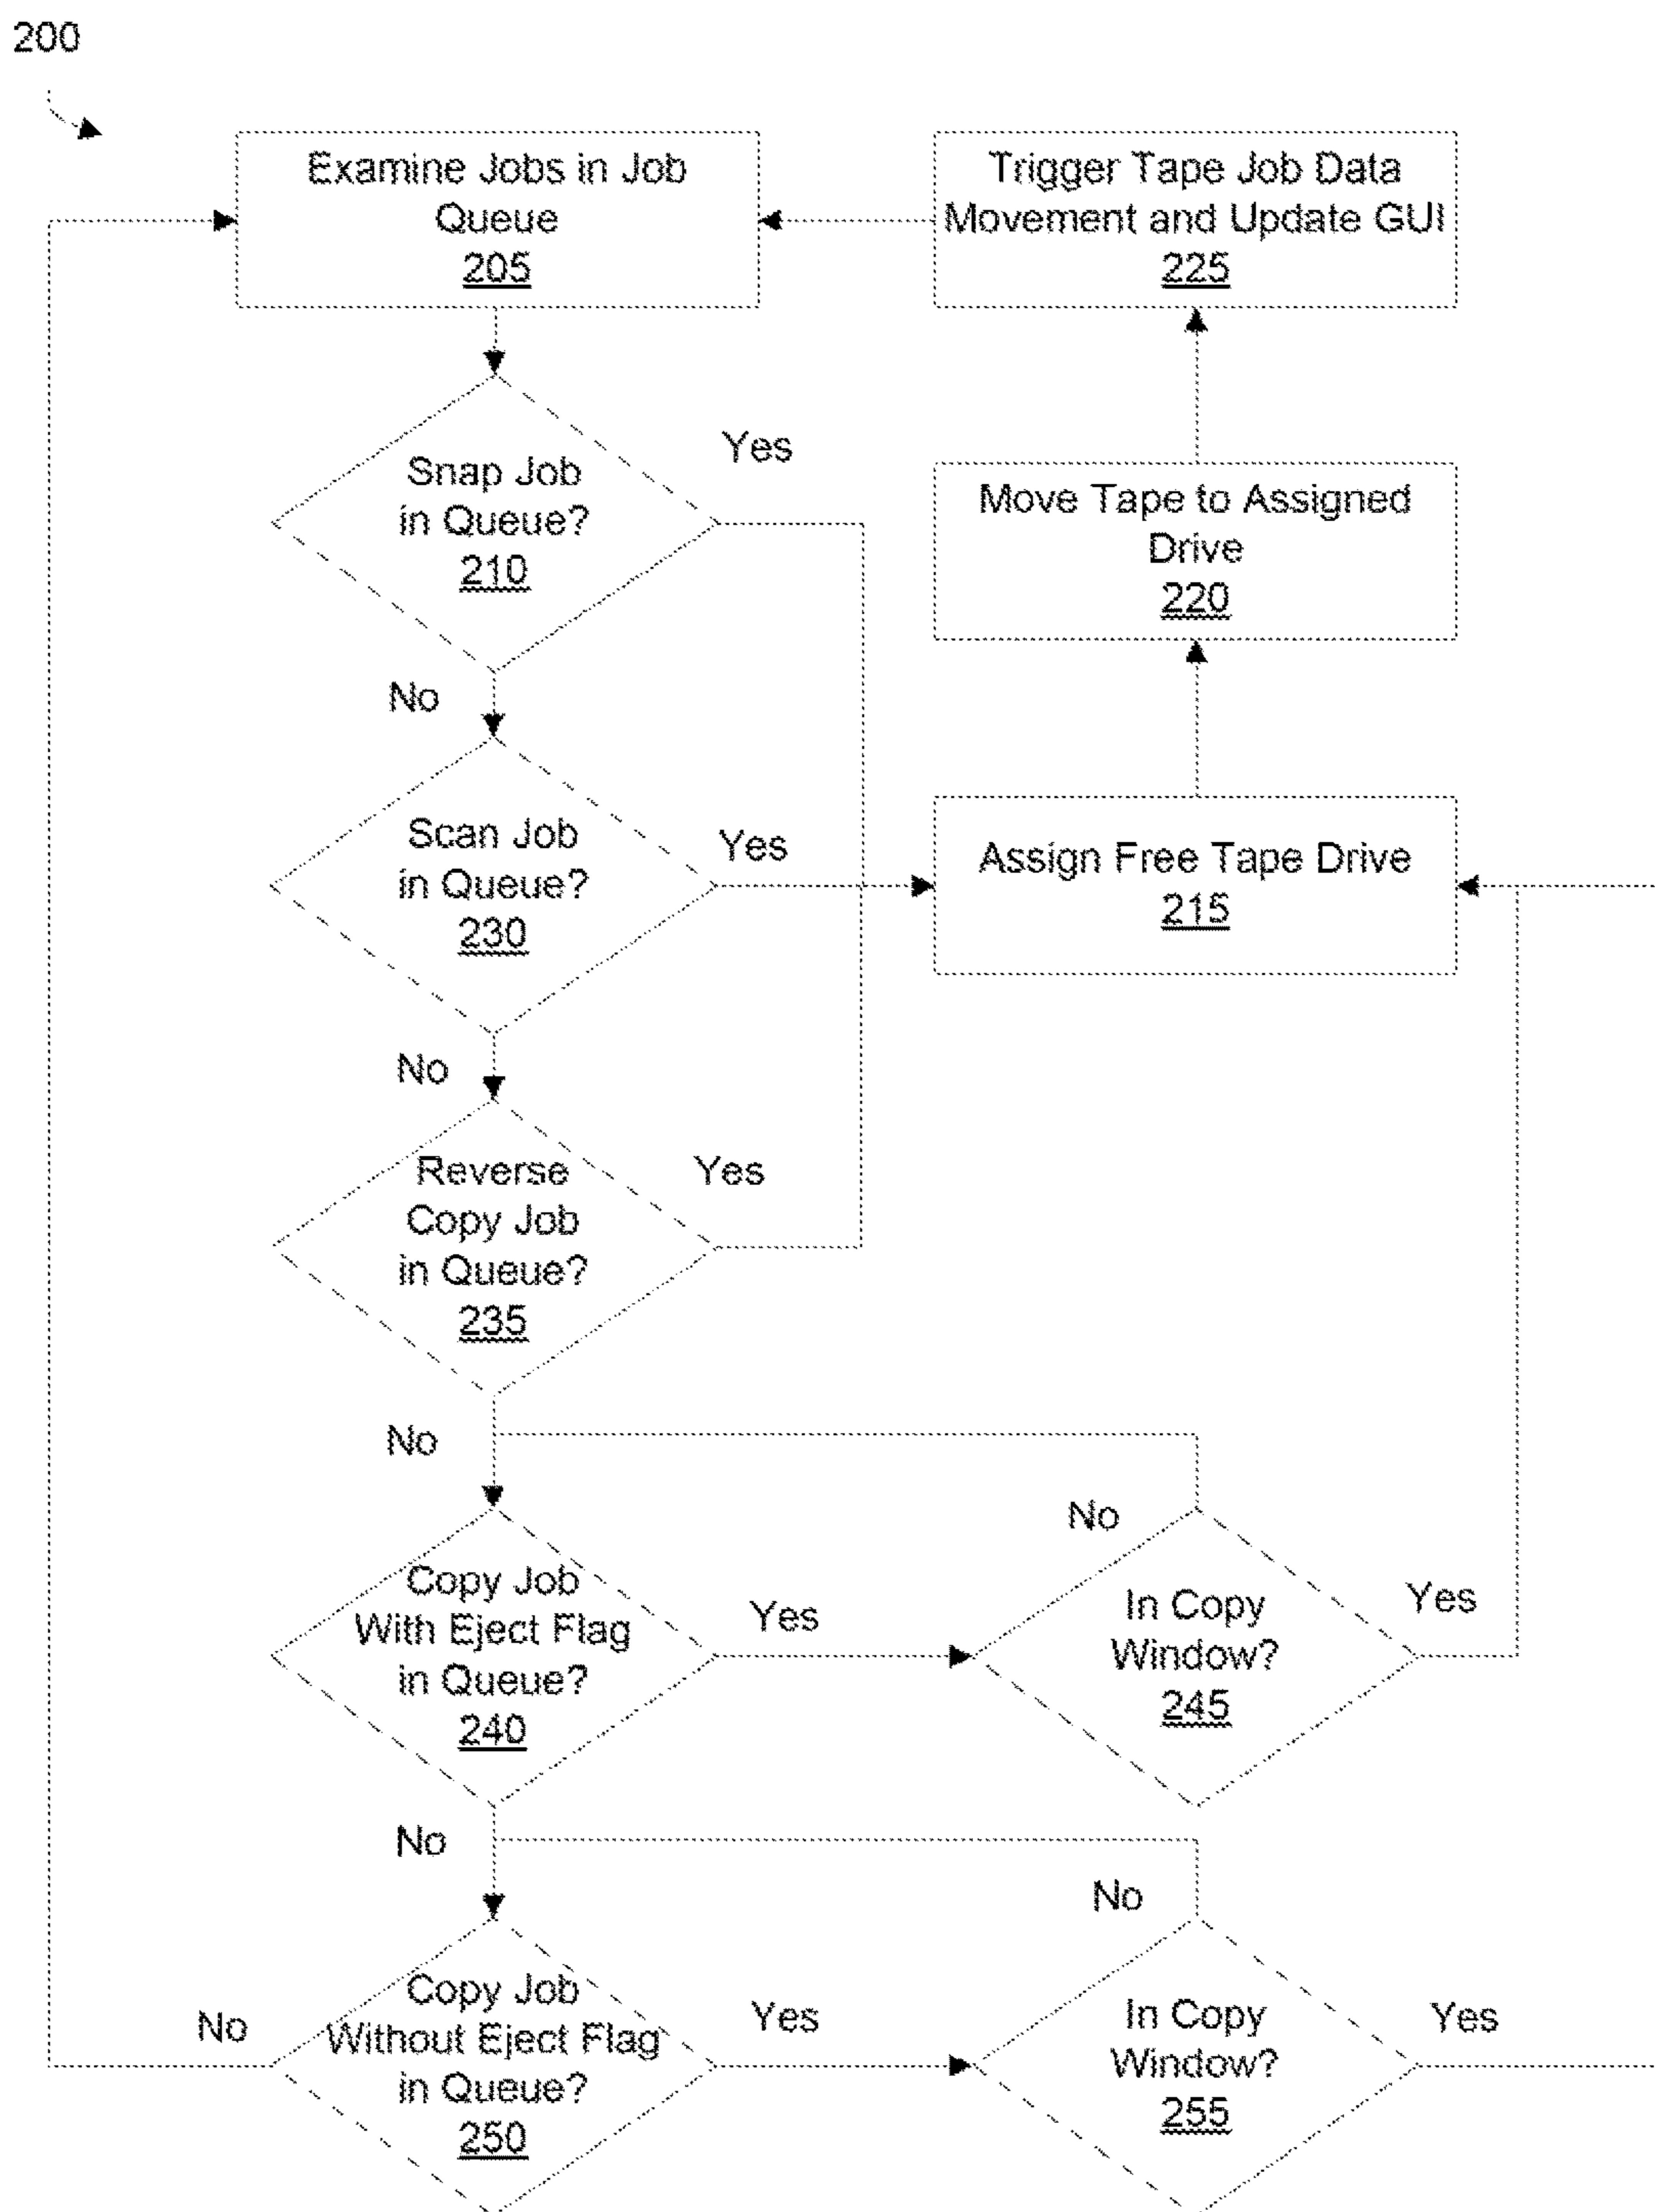 200
Examine Jobs in Job
Queue
205
Trigger Tape Job Data
Movement and Update GUI
225
Snap Job
in Queue?
210
Yes
No
Move Tape to Assigned
Drive
220
Scan Job
in Queue?
230
Yes
No
Assign Free Tape Drive
215
Reverse
Copy Job
in Queue?
235
Yes
No
Copy Job
With Eject Flag
in Queue?
240
Yes
No
In Copy
Window?
245
No
Yes
Copy Job
Without Eject Flag
in Queue?
250
No
Yes
In Copy
Window?
255
No
Yes